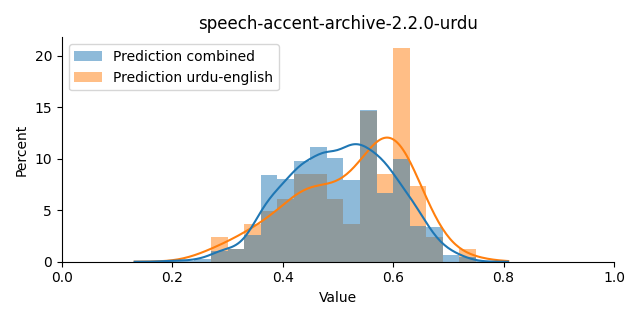 speech-accent-archive-2.2.0-urdu
Prediction combined
Prediction urdu-english
Percent
20
15
10
5
0
0.0
0.2
0.4
0.6
0.8
1.0
Value